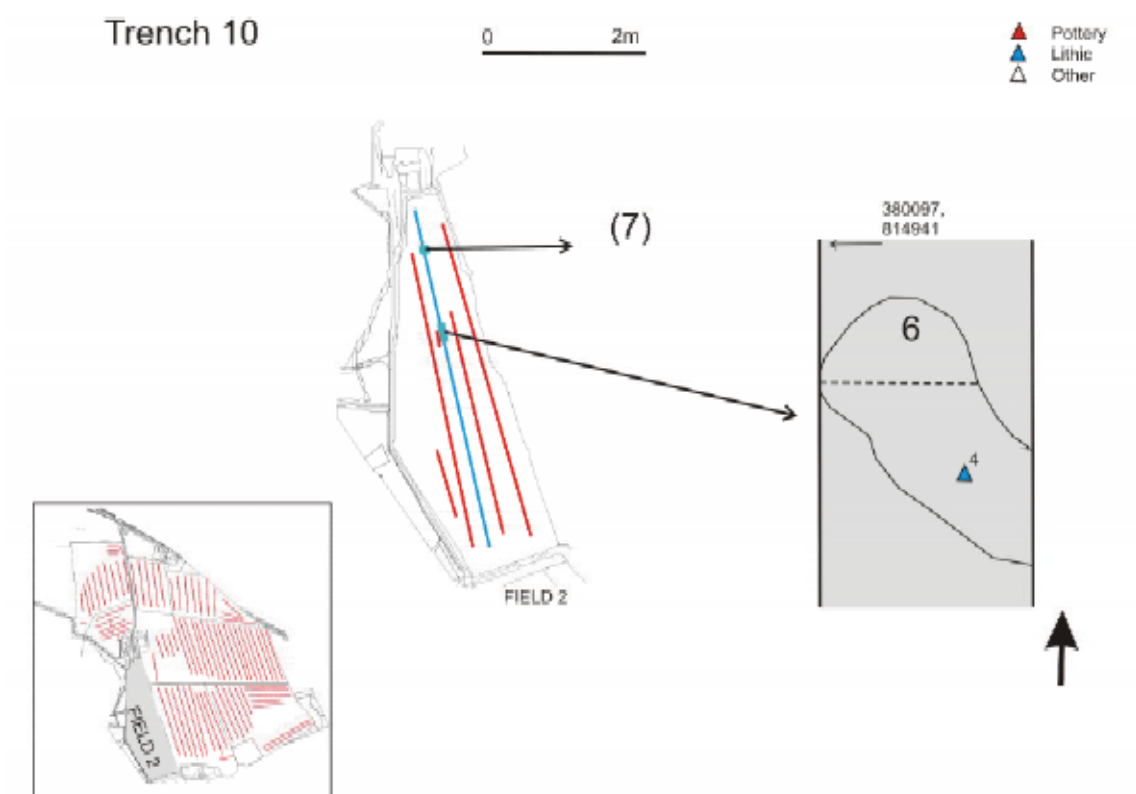 Trench 10
0 2m
Pottery
Lithic
Other
(7)
380097,
814941
6
4
FIELD 2
FIELD 2